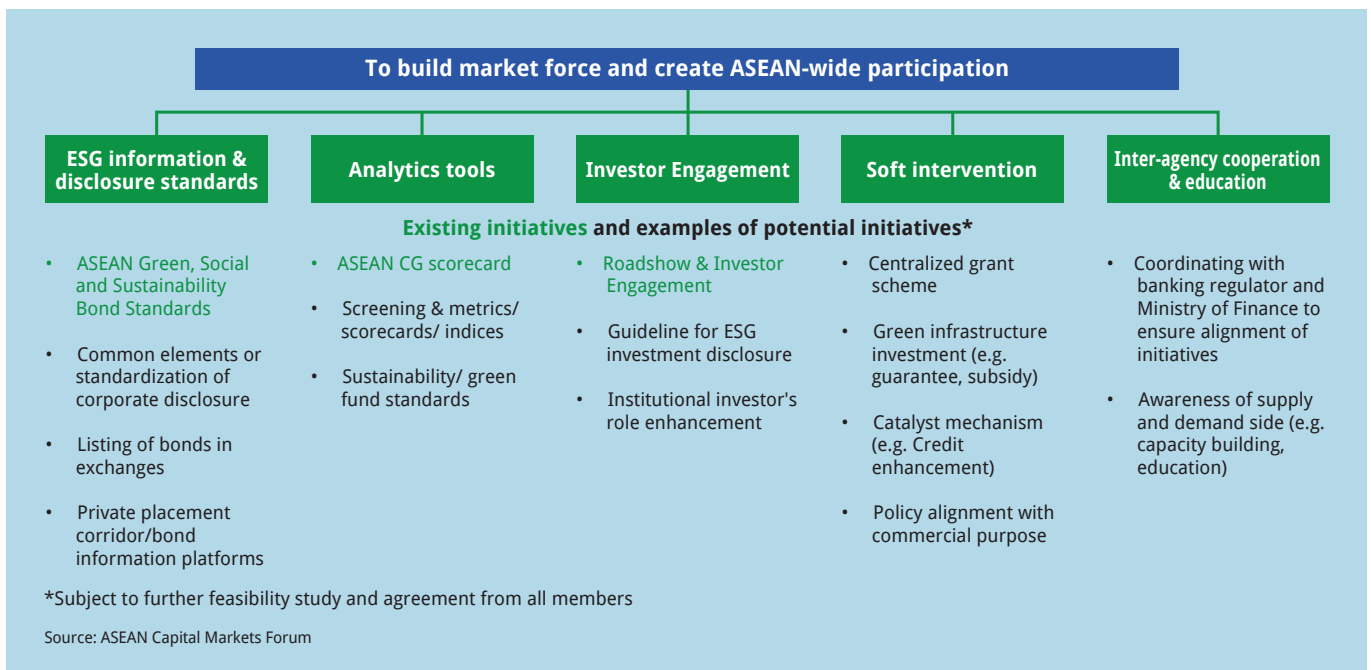 To build market force and create ASEAN-wide participation
ESG information &
disclosure standards
Analytics tools
Investor Engagement
Soft intervention
Inter-agency cooperation
& education
Existing initiatives and examples of potential initiatives*
• ASEAN Green, Social
and Sustainability
Bond Standards
• Common elements or
standardization of
corporate disclosure
• Listing of bonds in
exchanges
• Private placement
corridor/bond
information platforms
• ASEAN CG scorecard
• Screening & metrics/
scorecards/ indices
• Sustainability/ green
fund standards
• Roadshow & Investor
Engagement
• Guideline for ESG
investment disclosure
• Institutional investor's
role enhancement
• Centralized grant
scheme
• Green infrastructure
investment (e.g.
guarantee, subsidy)
• Catalyst mechanism
(e.g. Credit
enhancement)
• Policy alignment with
commercial purpose
• Coordinating with
banking regulator and
Ministry of Finance to
ensure alignment of
initiatives
• Awareness of supply
and demand side (e.g.
capacity building,
education)
*Subject to further feasibility study and agreement from all members
Source: ASEAN Capital Markets Forum